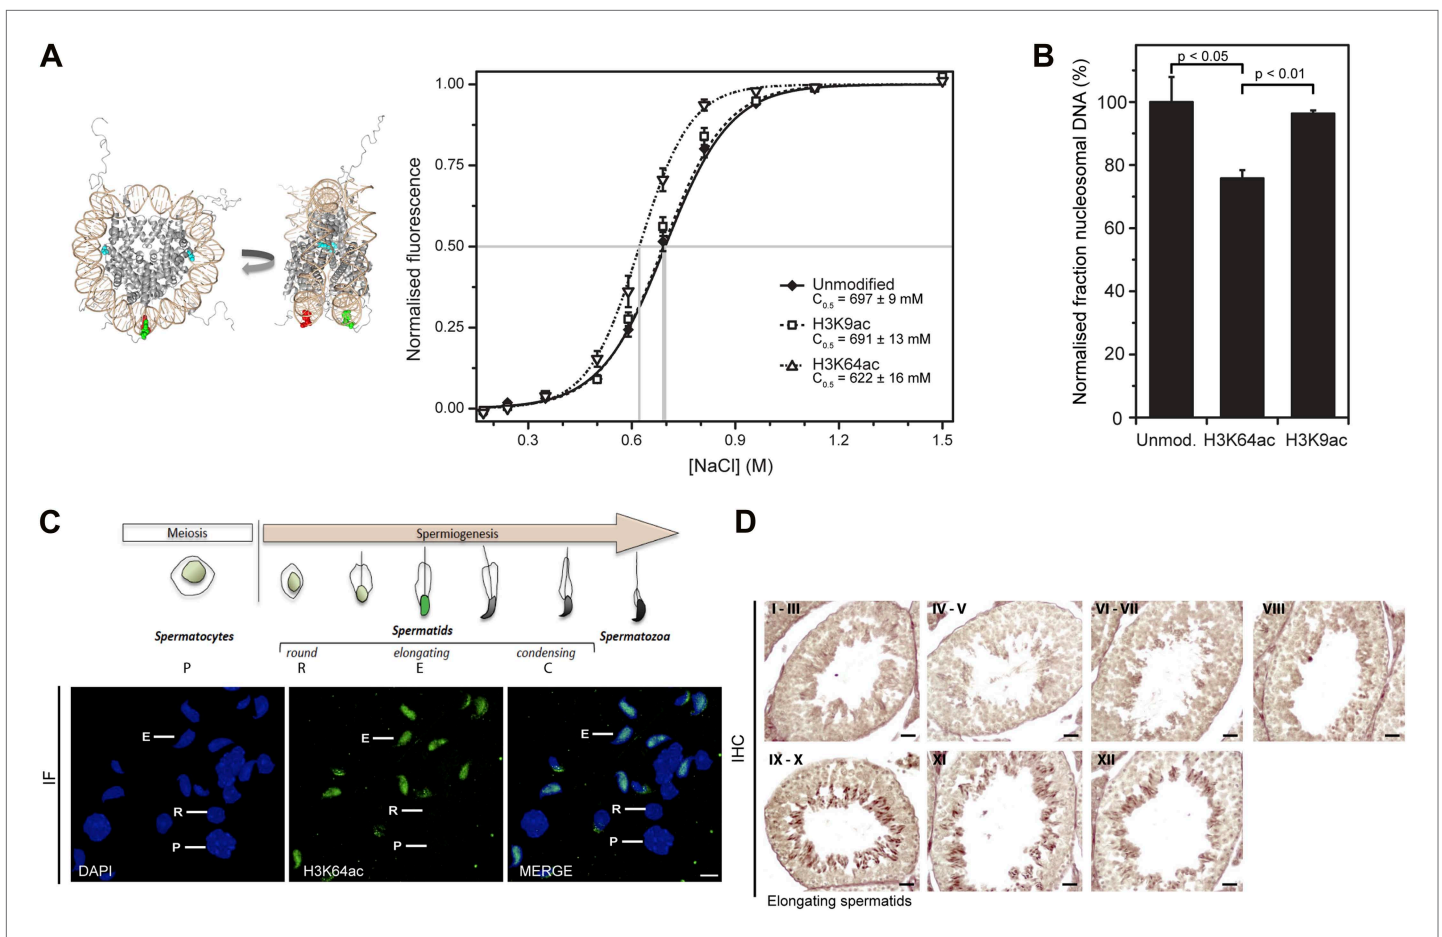 A
Normalised fluorescence
1.00
0.75
0.50
0.25
0.00
0.3
0.6
0.9
1.2
1.5
[NaCl] (M)
Unmodified
C0.5 = 697 ± 9 mM
H3K9ac
C0.5 = 691 ± 13 mM
H3K64ac
C0.5 = 622 ± 16 mM
B
Normalised fraction nucleosomal DNA (%)
100
80
60
40
20
0
p < 0.05
p < 0.01
Unmod. H3K64ac H3K9ac
C
Meiosis
Spermiogenesis
Spermatocytes
Spermatids
Spermatozoa
round
elongating
condensing
P
R
E
C
IF
E
R
P
DAPI
E
R
P
H3K64ac
E
R
P
MERGE
D
IHC
I - III
IV - V
VI - VII
VIII
IX - X
XI
XII
Elongating spermatids